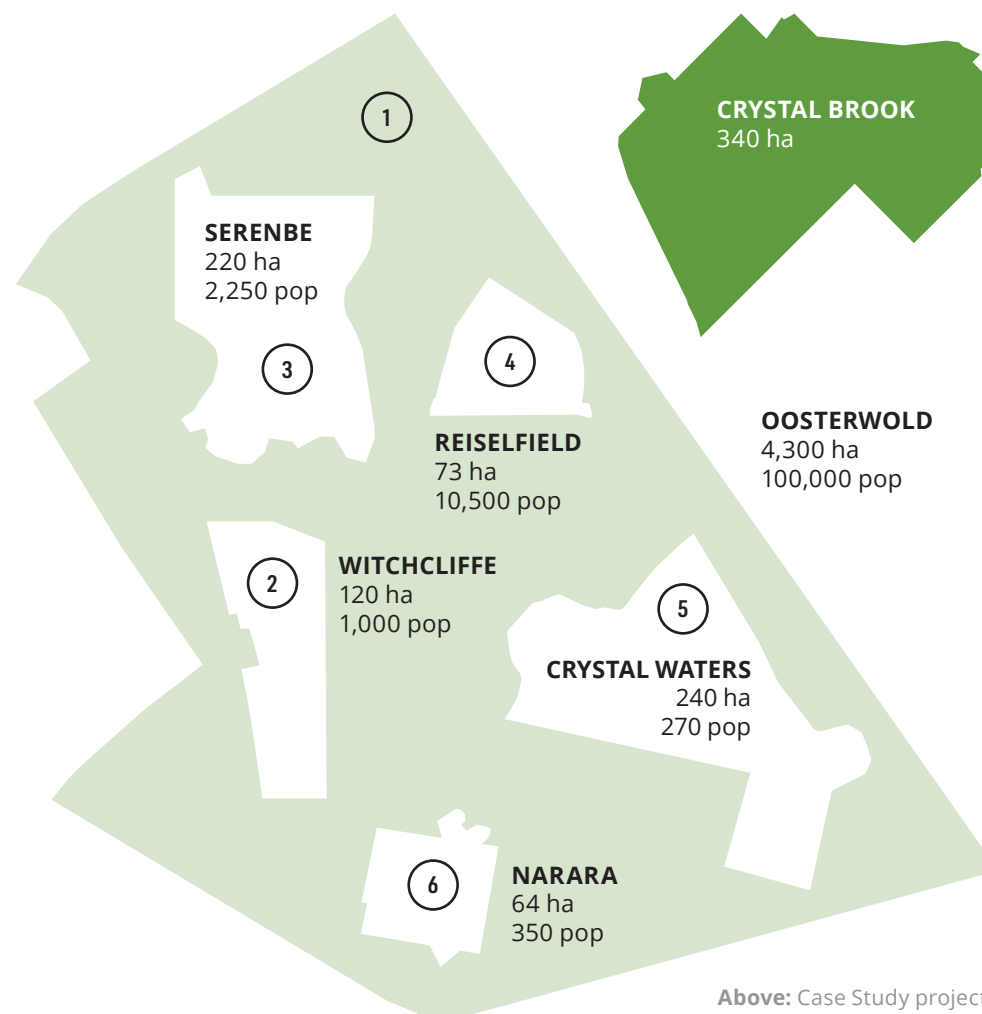 1
CRYSTAL BROOK
340 ha
SERENBE
220 ha
2,250 pop
3
4
REISELFIELD
73 ha
10,500 pop
OOSTERWOLD
4,300 ha
100,000 pop
2
WITCHCLIFFE
120 ha
1,000 pop
5
CRYSTAL WATERS
240 ha
270 pop
6
NARARA
64 ha
350 pop
Above: Case Study project